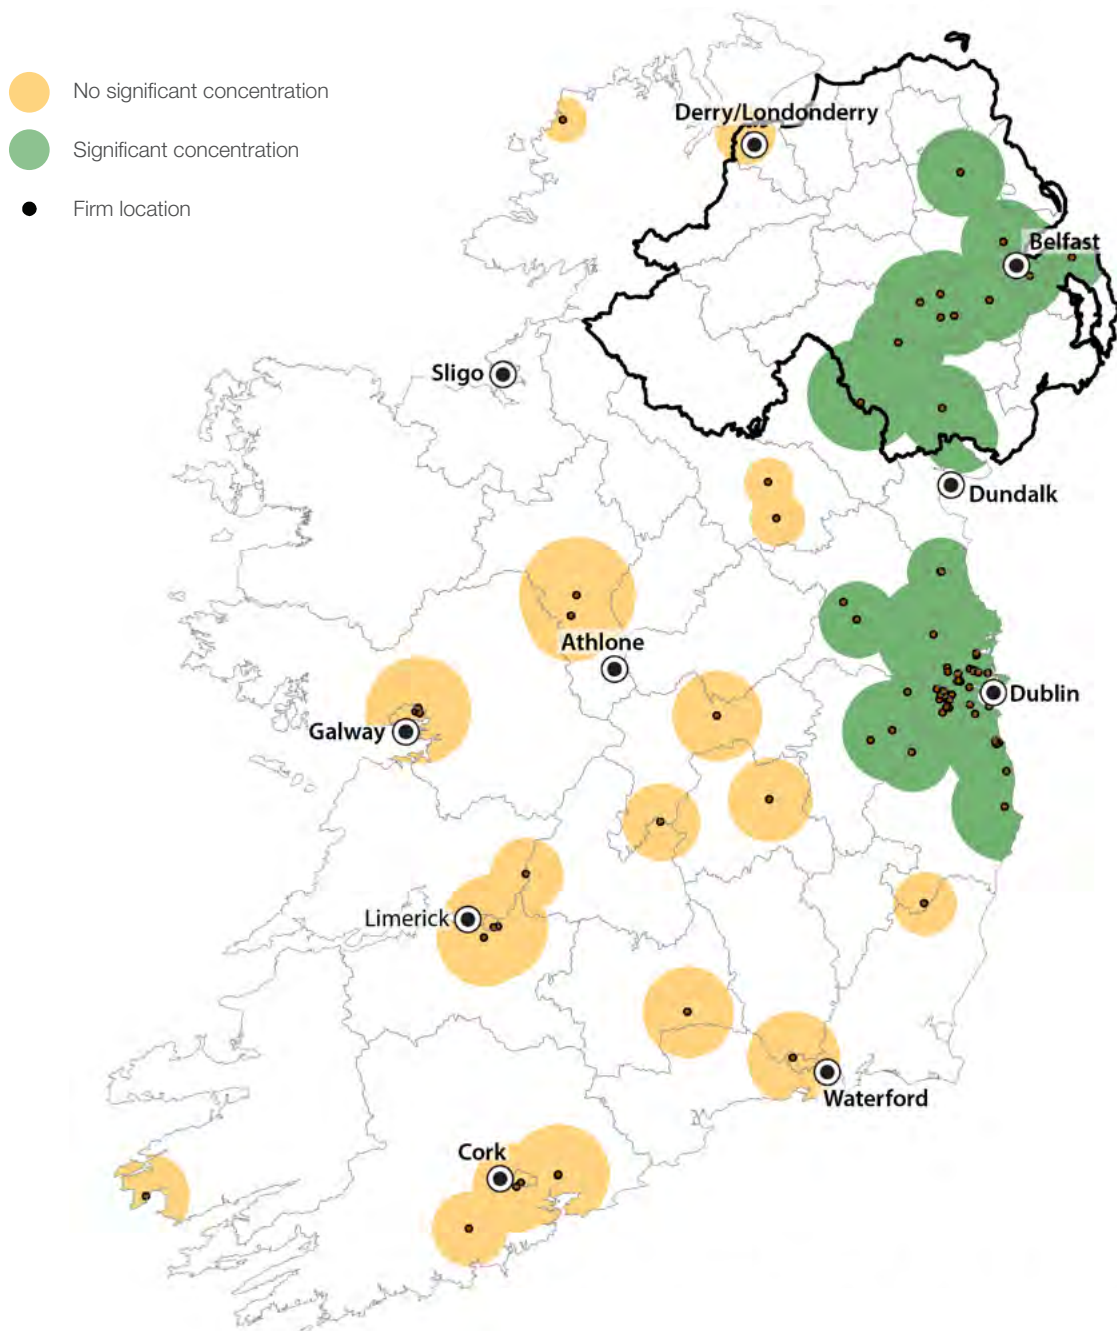 No significant concentration
Significant concentration
Firm location
Derry/Londonderry
Belfast
Sligo
Dundalk
Athlone
Dublin
Galway
Limerick
Waterford
Cork